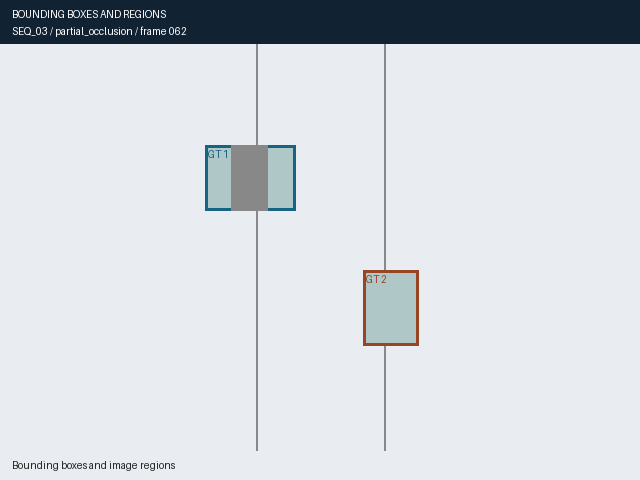 BOUNDING BOXES AND REGIONS
SEQ_03 / partial_occlusion / frame 062
GT1
GT2
Bounding boxes and image regions